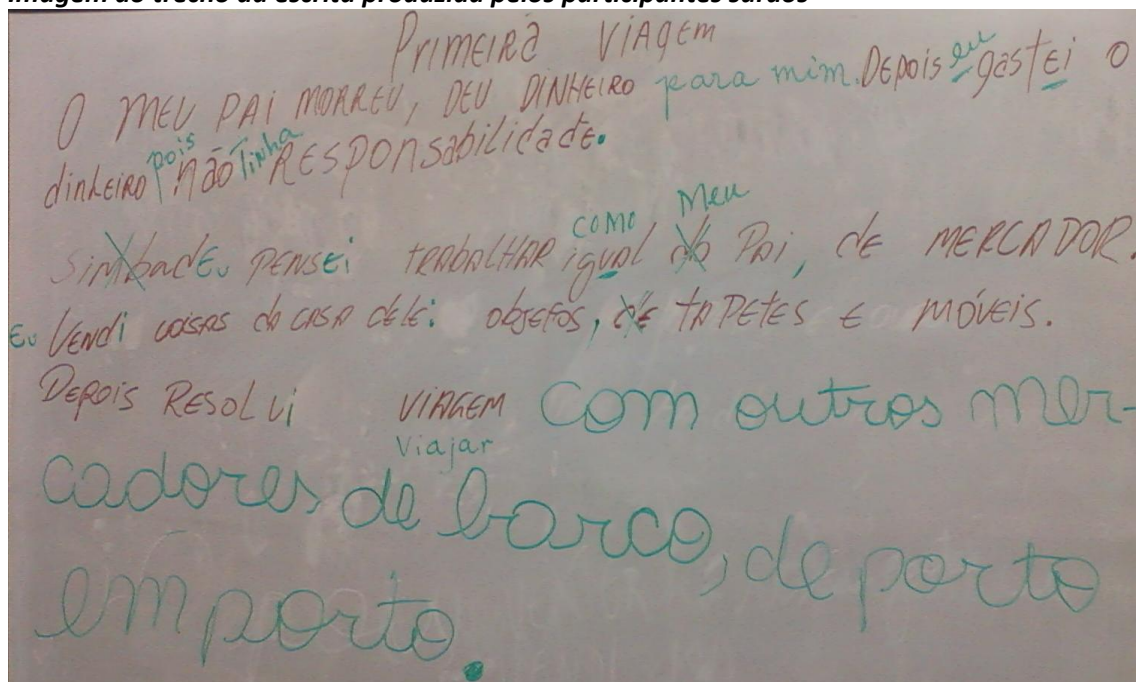 Imagem do trecho da escrita produzida pelos participantes surdos
PRIMEIRA VIAGEM
O MEU PAI MORREU, DEU DINHEIRO para mim. DEPOIS eu gastEi O
dinhEIRO pois não Tinha RESPONSabilidadE.
SimbadEu PENSEi TRABALHAR igual como do Meu PAI, dE MERCADOR.
Eu VENdi coisas da CASA dELE: objetos, dE TAPETES E MÓVEIS.
DEPOIS RESOLVi VIAGEM Com outros mer-
Viajar
cadores de barco, de porto
em porto.